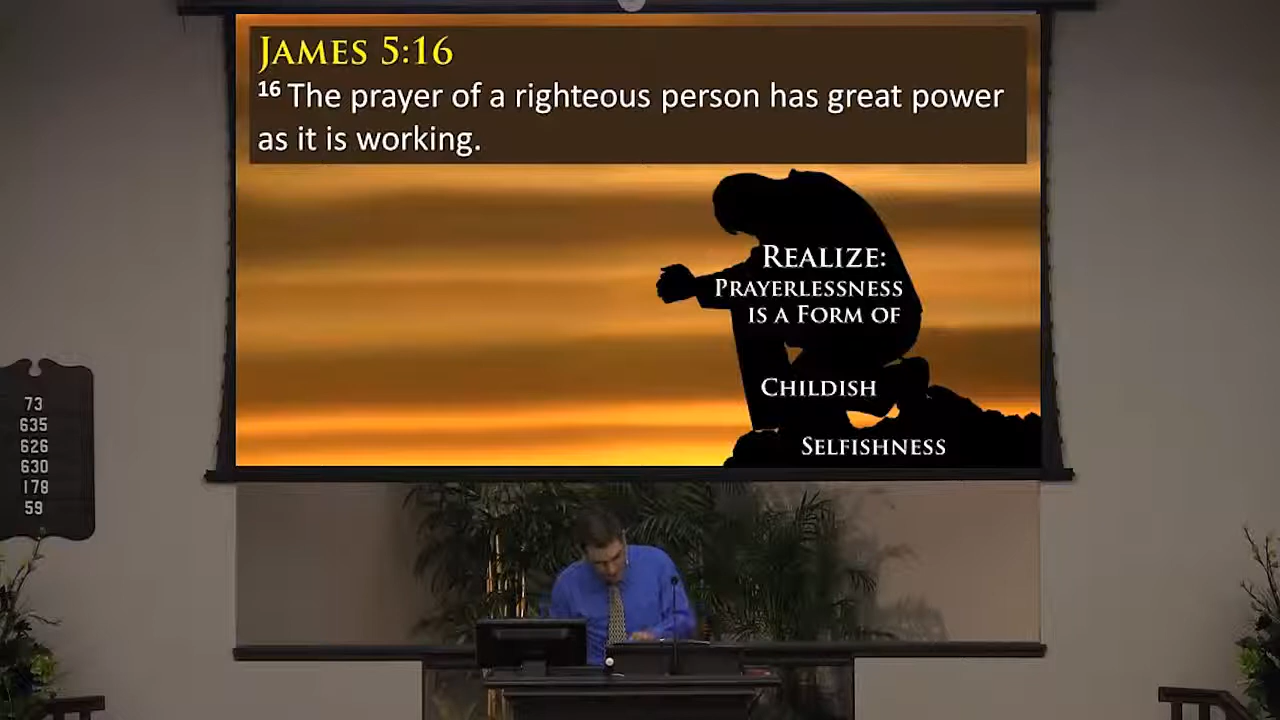 JAMES 5:16
16 The prayer of a righteous person has great power
as it is working.
REALIZE:
PRAYERLESSNESS
IS A FORM OF
CHILDISH
SELFISHNESS
73
635
626
630
178
59